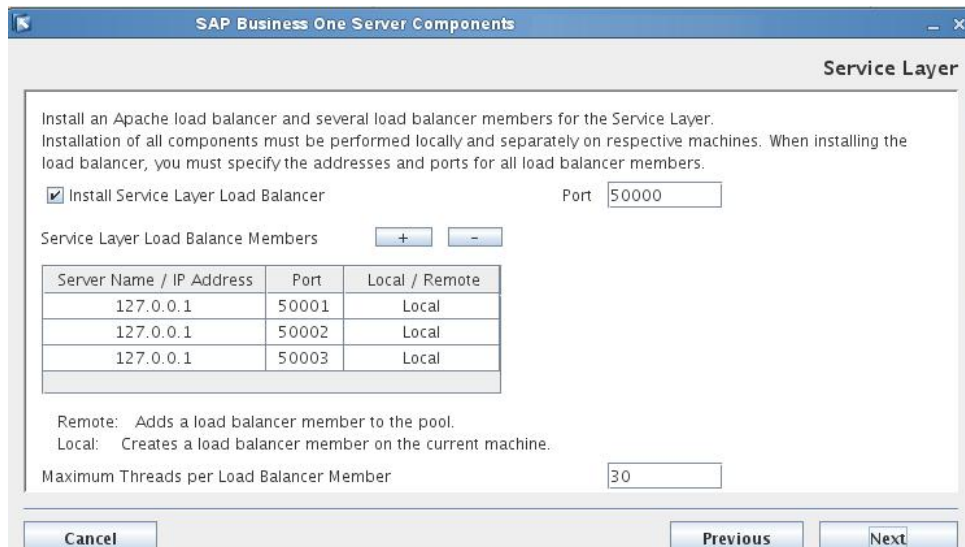 SAP Business One Server Components
Service Layer
Install an Apache load balancer and several load balancer members for the Service Layer.
Installation of all components must be performed locally and separately on respective machines. When installing the
load balancer, you must specify the addresses and ports for all load balancer members.
Install Service Layer Load Balancer Port 50000
Service Layer Load Balance Members + -
Server Name / IP Address Port Local / Remote
127.0.0.1 50001 Local
127.0.0.1 50002 Local
127.0.0.1 50003 Local
Remote: Adds a load balancer member to the pool.
Local: Creates a load balancer member on the current machine.
Maximum Threads per Load Balancer Member 30
Cancel Previous Next